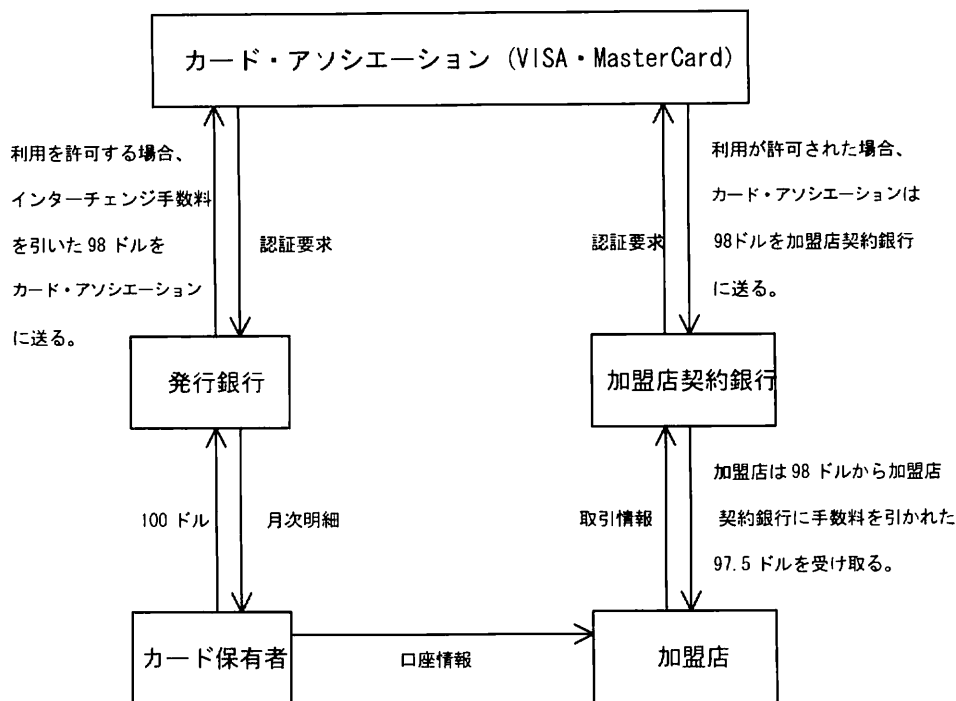 カード・アソシエーション (VISA・MasterCard)
利用を許可する場合、
インターチェンジ手数料
を引いた 98 ドルを
カード・アソシエーション
に送る。
認証要求
認証要求
利用が許可された場合、
カード・アソシエーションは
98ドルを加盟店契約銀行
に送る。
発行銀行
加盟店契約銀行
100 ドル
月次明細
取引情報
加盟店は 98 ドルから加盟店
契約銀行に手数料を引かれた
97.5 ドルを受け取る。
カード保有者
口座情報
加盟店